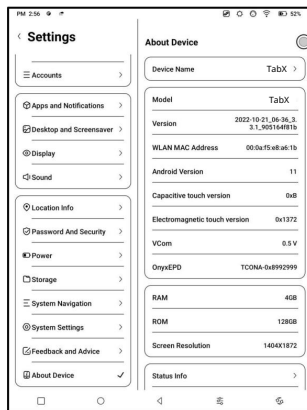 PM 2:56
52%
Settings
Accounts
Apps and Notifications
Desktop and Screensaver
Display
Sound
Location Info
Password And Security
Power
Storage
System Navigation
System Settings
Feedback and Advice
About Device
About Device
Device Name TabX
Model TabX
Version 2022-10-21_06-36_3.
3.1_905164f81b
WLAN MAC Address 00:0a:f5:e8:a6:1b
Android Version 11
Capacitive touch version 0xB
Electromagnetic touch version 0x1372
VCom 0.5 V
OnyxEPD TCONA-0x8992999
RAM 4GB
ROM 128GB
Screen Resolution 1404X1872
Status Info